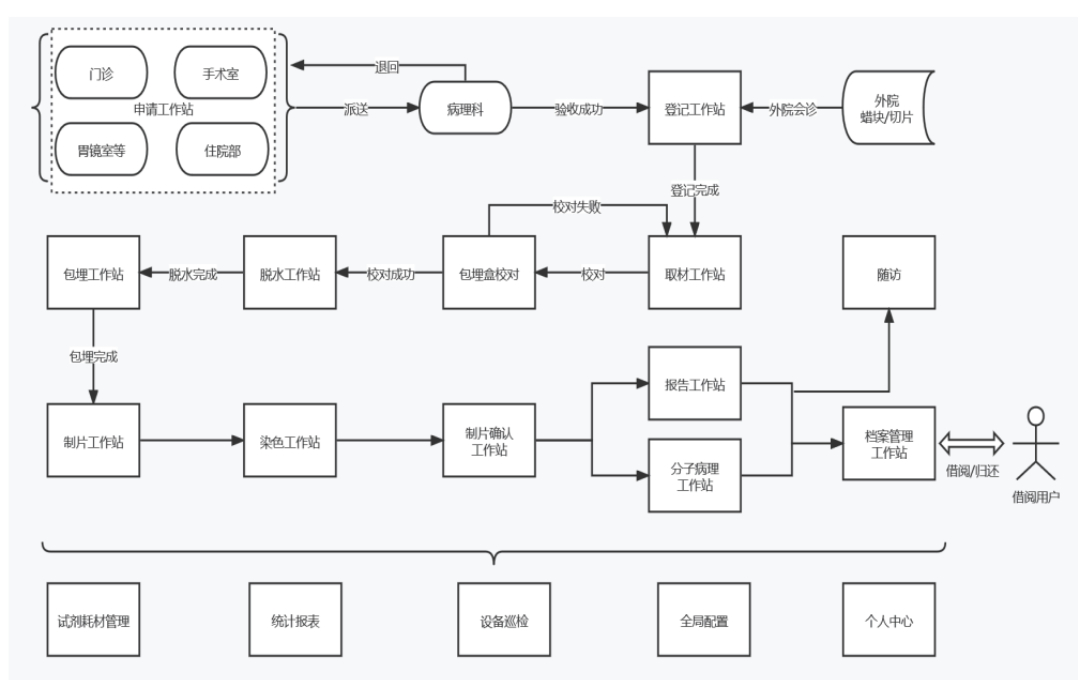 门诊
手术室
申请工作站
胃镜室等
住院部
退回
派送
病理科
验收成功
登记工作站
外院会诊
外院
蜡块/切片
登记完成
校对失败
包埋工作站
脱水完成
脱水工作站
校对成功
包埋盒校对
校对
取材工作站
随访
包埋完成
报告工作站
制片工作站
染色工作站
制片确认
工作站
分子病理
工作站
档案管理
工作站
借阅/归还
借阅用户
试剂耗材管理
统计报表
设备巡检
全局配置
个人中心